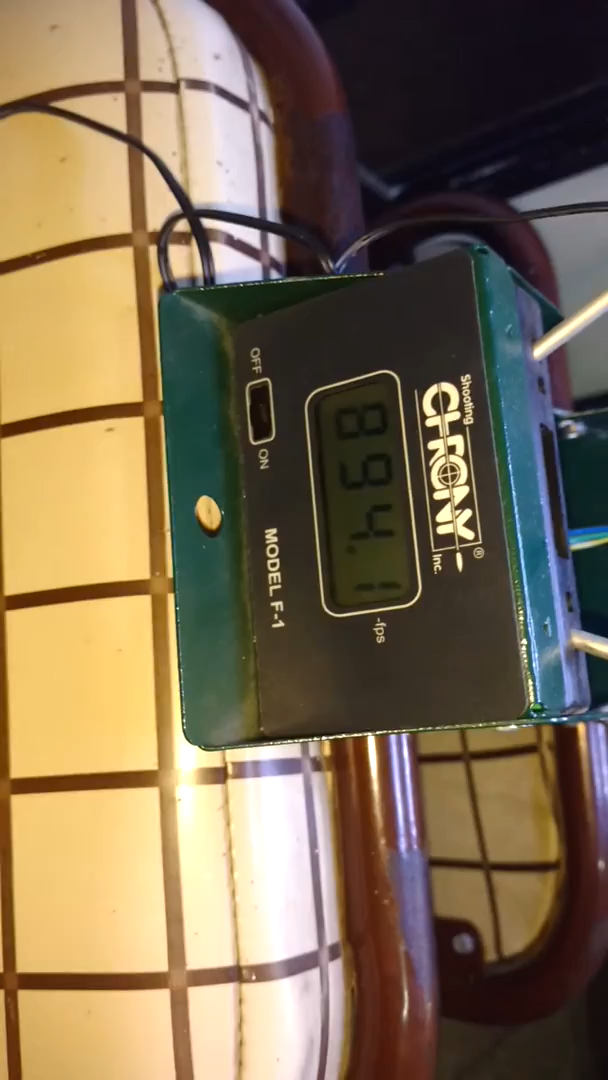 Shooting
CHRONY
®
Inc.
894.1
-fps
OFF
ON
MODEL F-1